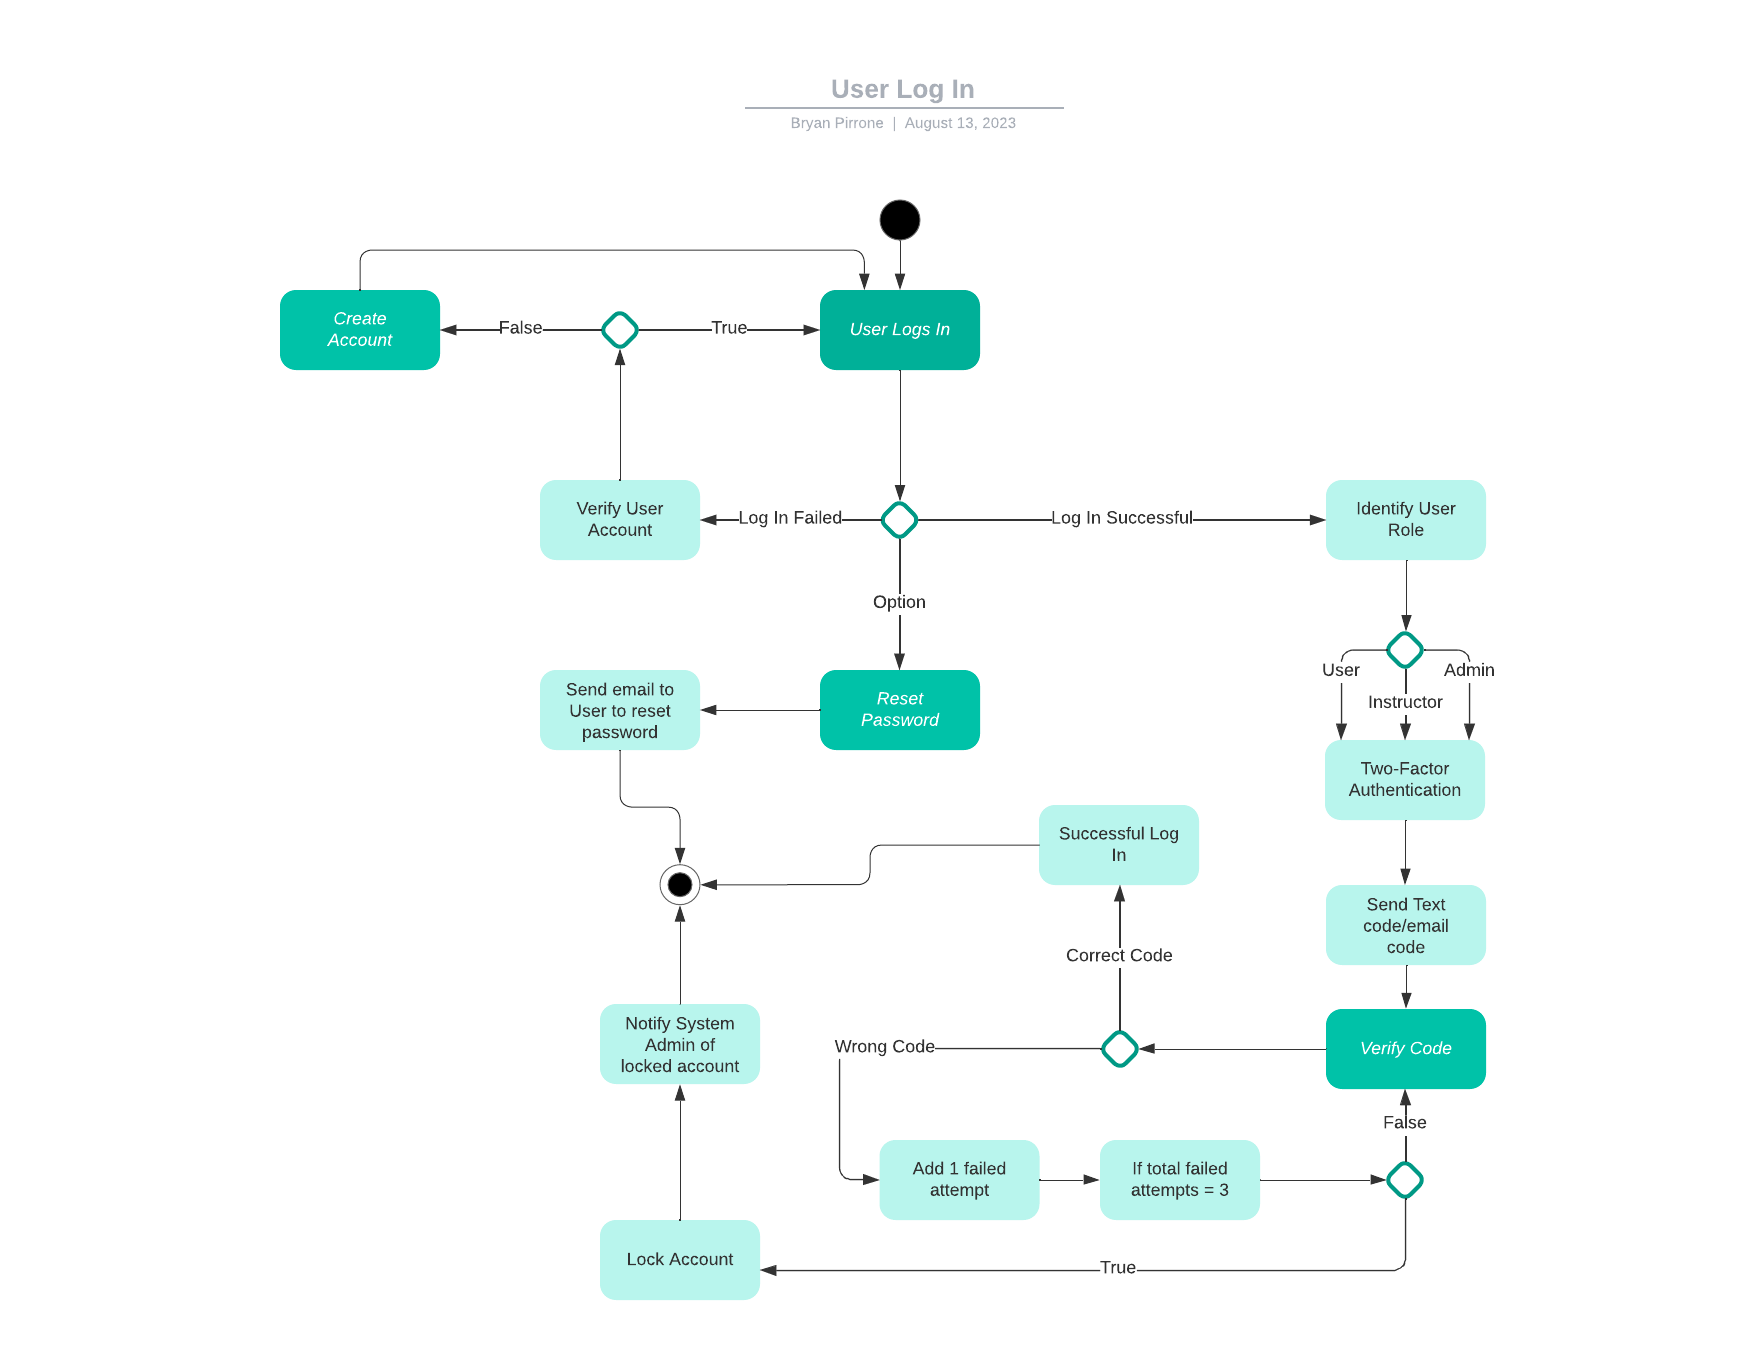 User Log In
Bryan Pirrone | August 13, 2023
Create
Account
False
True
User Logs In
Verify User
Account
Log In Failed
Log In Successful
Identify User
Role
Option
User
Admin
Instructor
Send email to
User to reset
password
Reset
Password
Two-Factor
Authentication
Successful Log
In
Send Text
code/email
code
Correct Code
Notify System
Admin of
locked account
Wrong Code
Verify Code
False
Add 1 failed
attempt
If total failed
attempts = 3
Lock Account
True